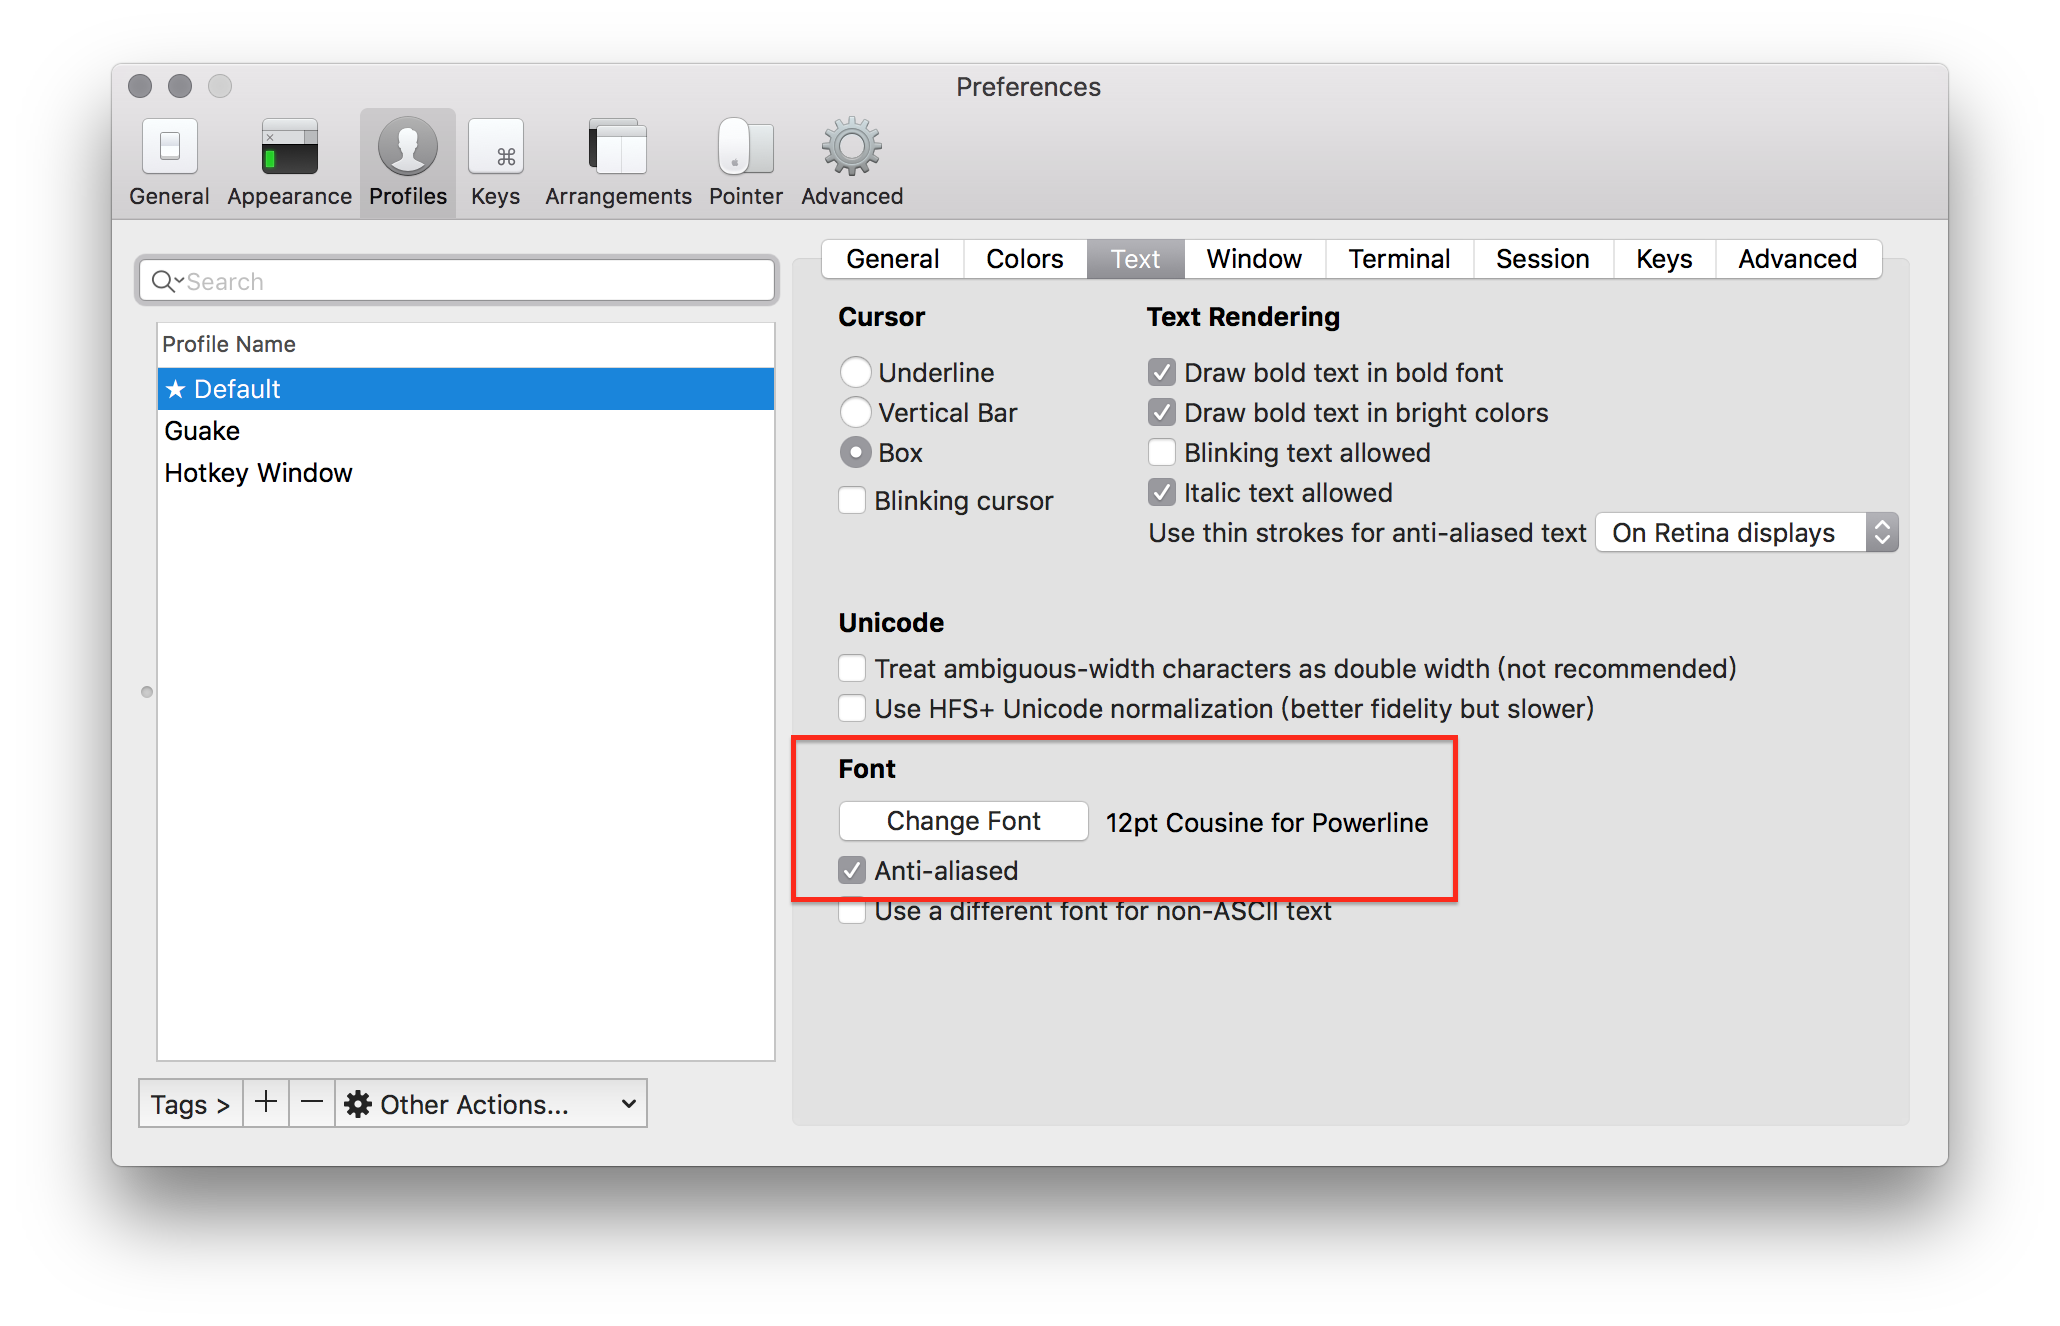 Preferences
General Appearance Profiles Keys Arrangements Pointer Advanced
Search
Profile Name
★ Default
Guake
Hotkey Window
Tags > + — Other Actions...
General Colors Text Window Terminal Session Keys Advanced
Cursor
Underline
Vertical Bar
Box
Blinking cursor
Text Rendering
Draw bold text in bold font
Draw bold text in bright colors
Blinking text allowed
Italic text allowed
Use thin strokes for anti-aliased text On Retina displays
Unicode
Treat ambiguous-width characters as double width (not recommended)
Use HFS+ Unicode normalization (better fidelity but slower)
Font
Change Font 12pt Cousine for Powerline
Anti-aliased
Use a different font for non-ASCII text